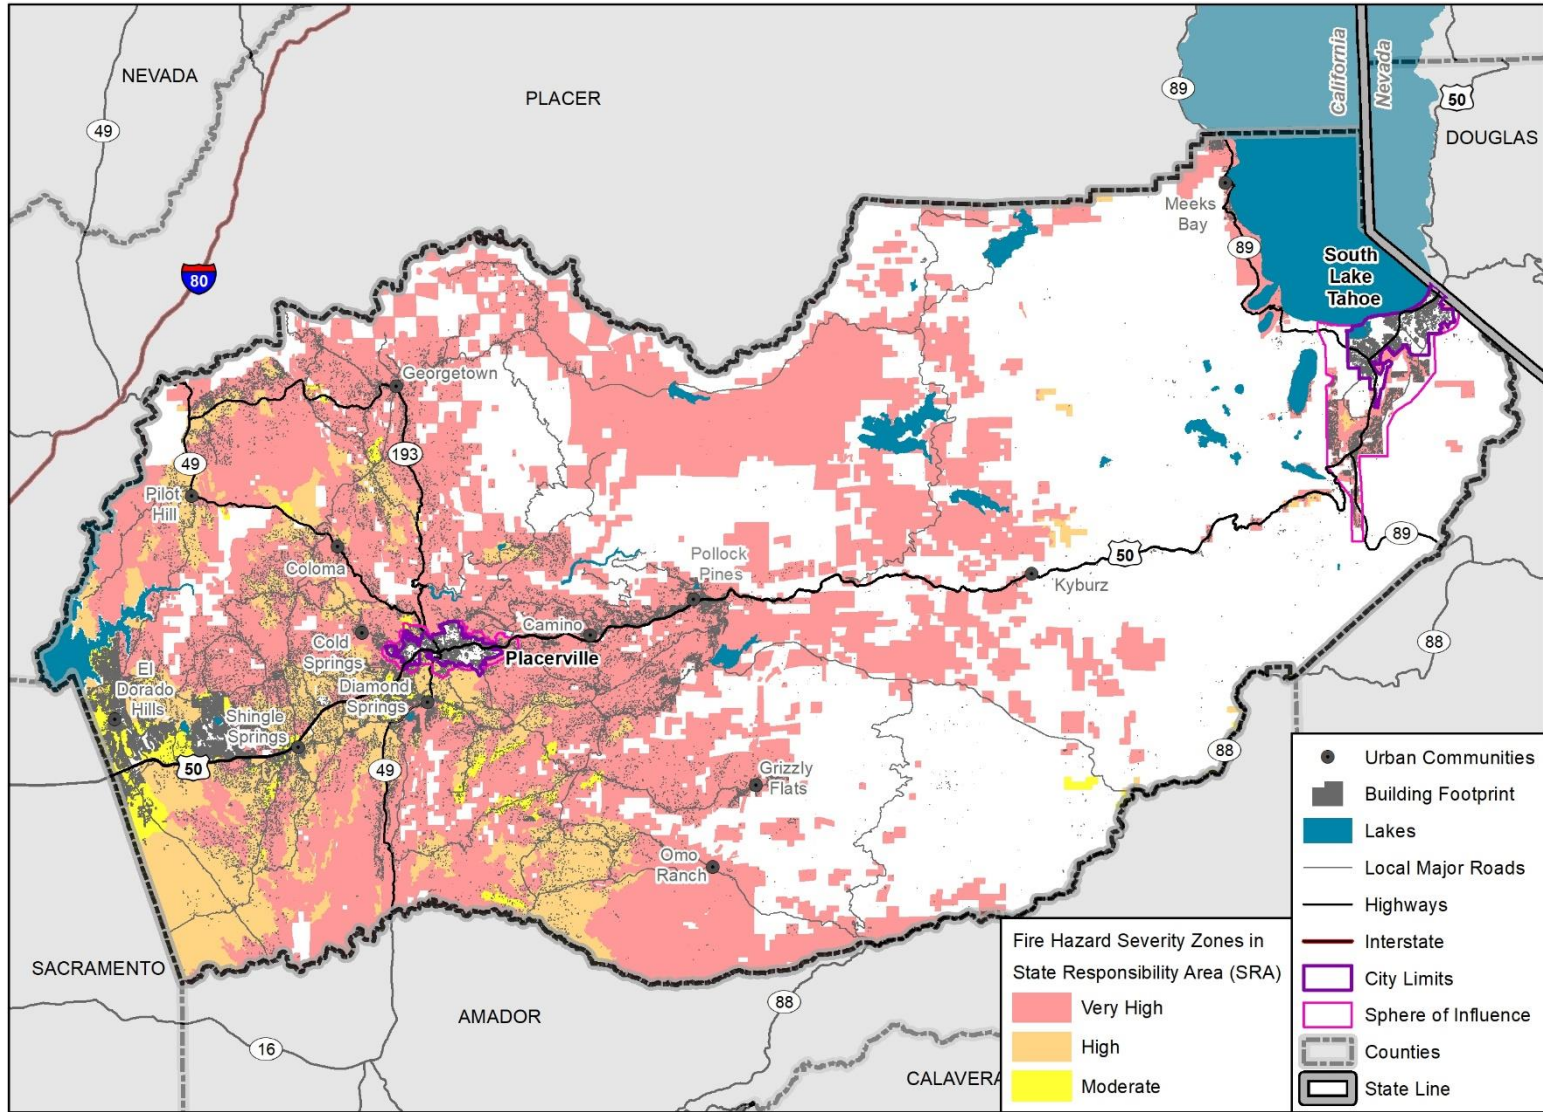 NEVADA
PLACER
49
89
California
Nevada
50
DOUGLAS
80
Meeks
Bay
89
South
Lake
Tahoe
Georgetown
193
49
Pilot
Hill
Coloma
Pollock
Pines
50
89
Kyburz
Cold
Springs
Camino
Placerville
88
El
Dorado
Hills
Diamond
Springs
Shingle
Springs
50
49
Grizzly
Flats
88
Omo
Ranch
SACRAMENTO
AMADOR
88
16
CALAVERA
Fire Hazard Severity Zones in
State Responsibility Area (SRA)
Very High
High
Moderate
Urban Communities
Building Footprint
Lakes
Local Major Roads
Highways
Interstate
City Limits
Sphere of Influence
Counties
State Line